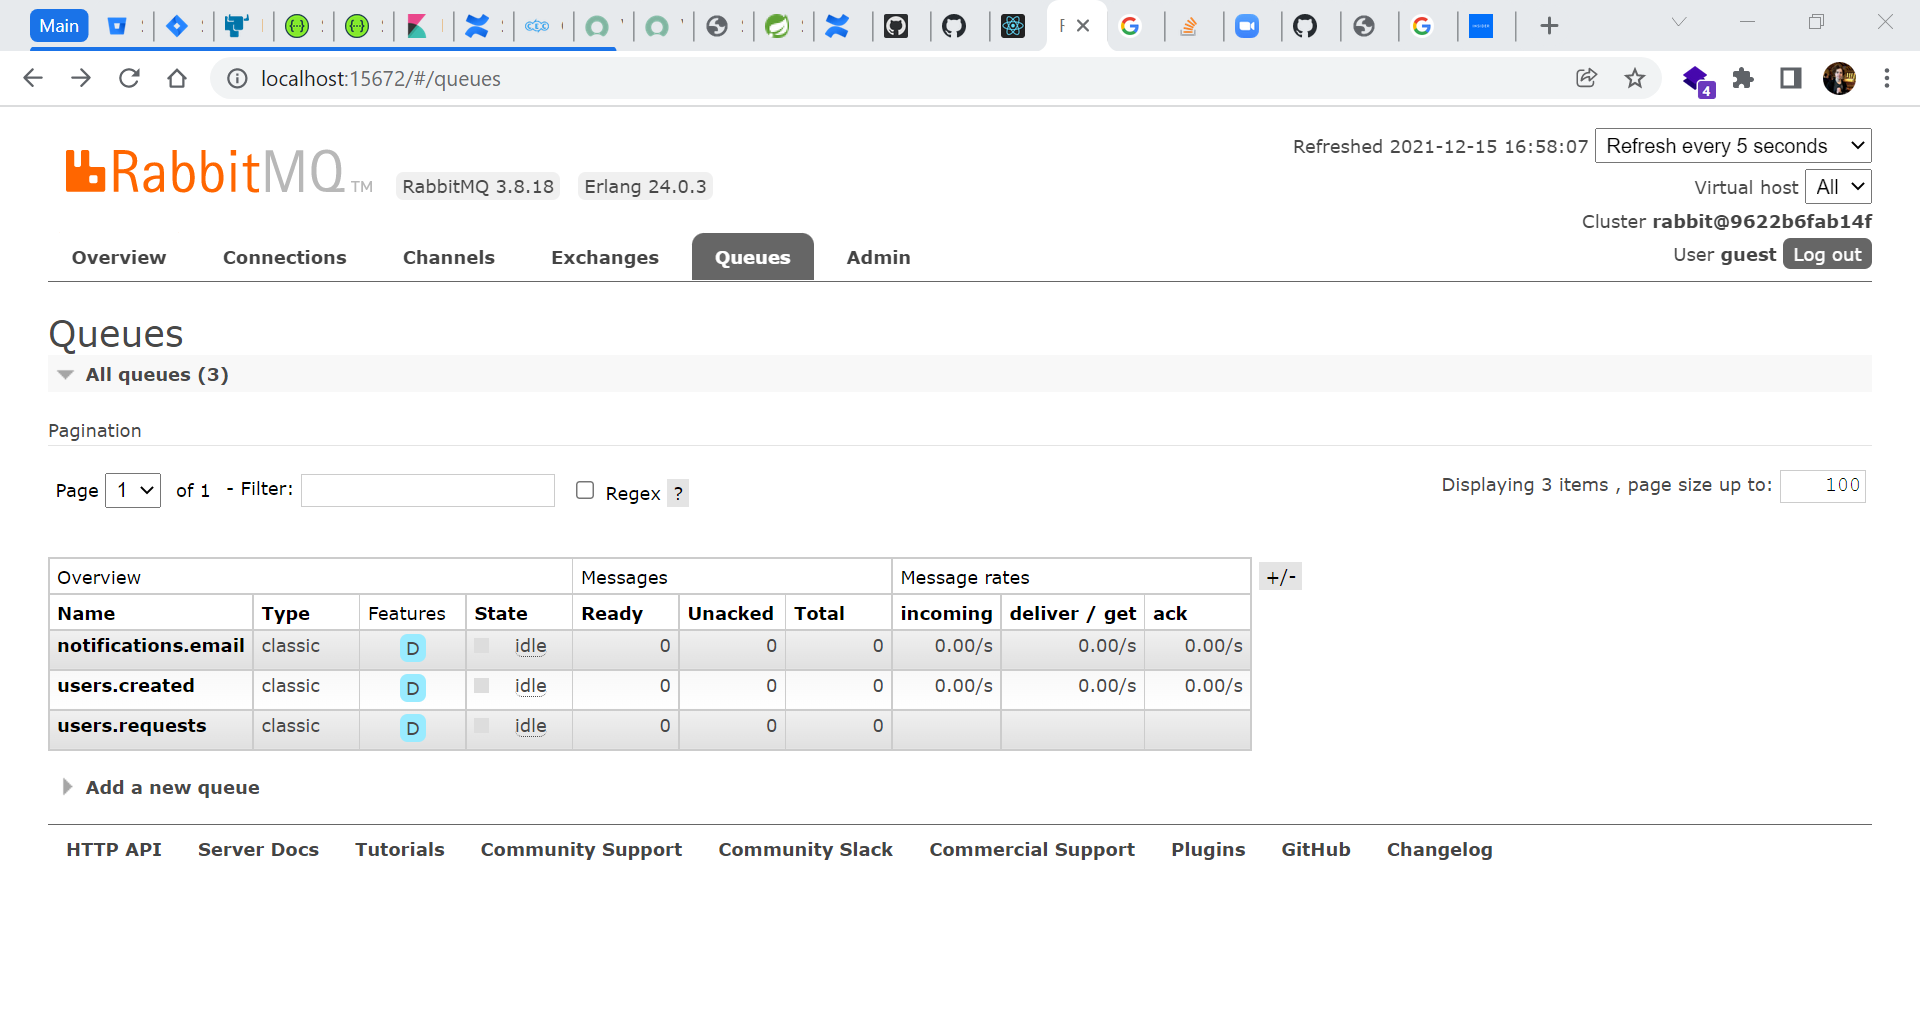 Main
localhost:15672/#/queues
4
RabbitMQ TM
RabbitMQ 3.8.18
Erlang 24.0.3
Refreshed 2021-12-15 16:58:07
Refresh every 5 seconds
Virtual host All
Cluster rabbit@9622b6fab14f
User guest Log out
Overview Connections Channels Exchanges Queues Admin
Queues
All queues (3)
Pagination
Page 1 of 1 - Filter: Regex ?
Displaying 3 items , page size up to: 100
Overview Messages Message rates +/-
Name Type Features State Ready Unacked Total incoming deliver / get ack
notifications.email classic D idle 0 0 0 0.00/s 0.00/s 0.00/s
users.created classic D idle 0 0 0 0.00/s 0.00/s 0.00/s
users.requests classic D idle 0 0 0
Add a new queue
HTTP API Server Docs Tutorials Community Support Community Slack Commercial Support Plugins GitHub Changelog